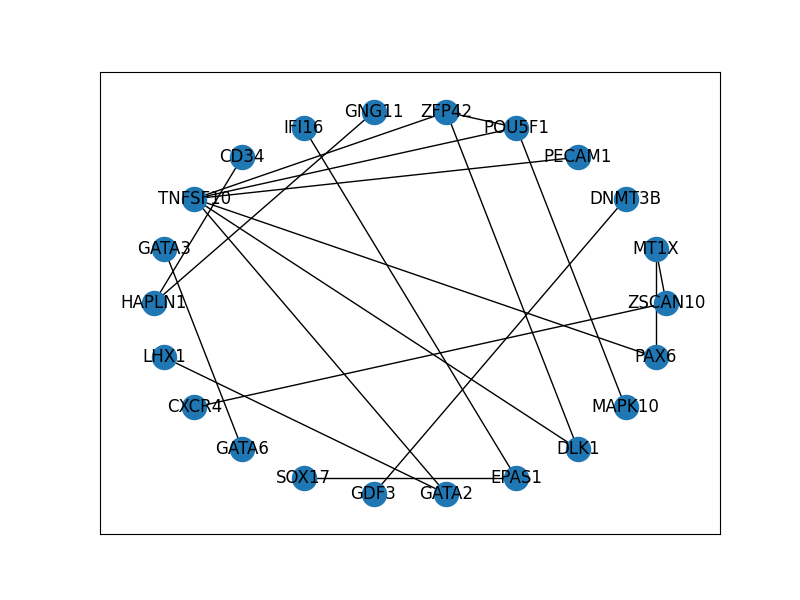 GNG11
ZFP42
IFI16
POU5F1
CD34
PECAM1
TNFSF10
DNMT3B
GATA3
MT1X
HAPLN1
ZSCAN10
LHX1
PAX6
CXCR4
MAPK10
GATA6
DLK1
SOX17
EPAS1
GDF3
GATA2